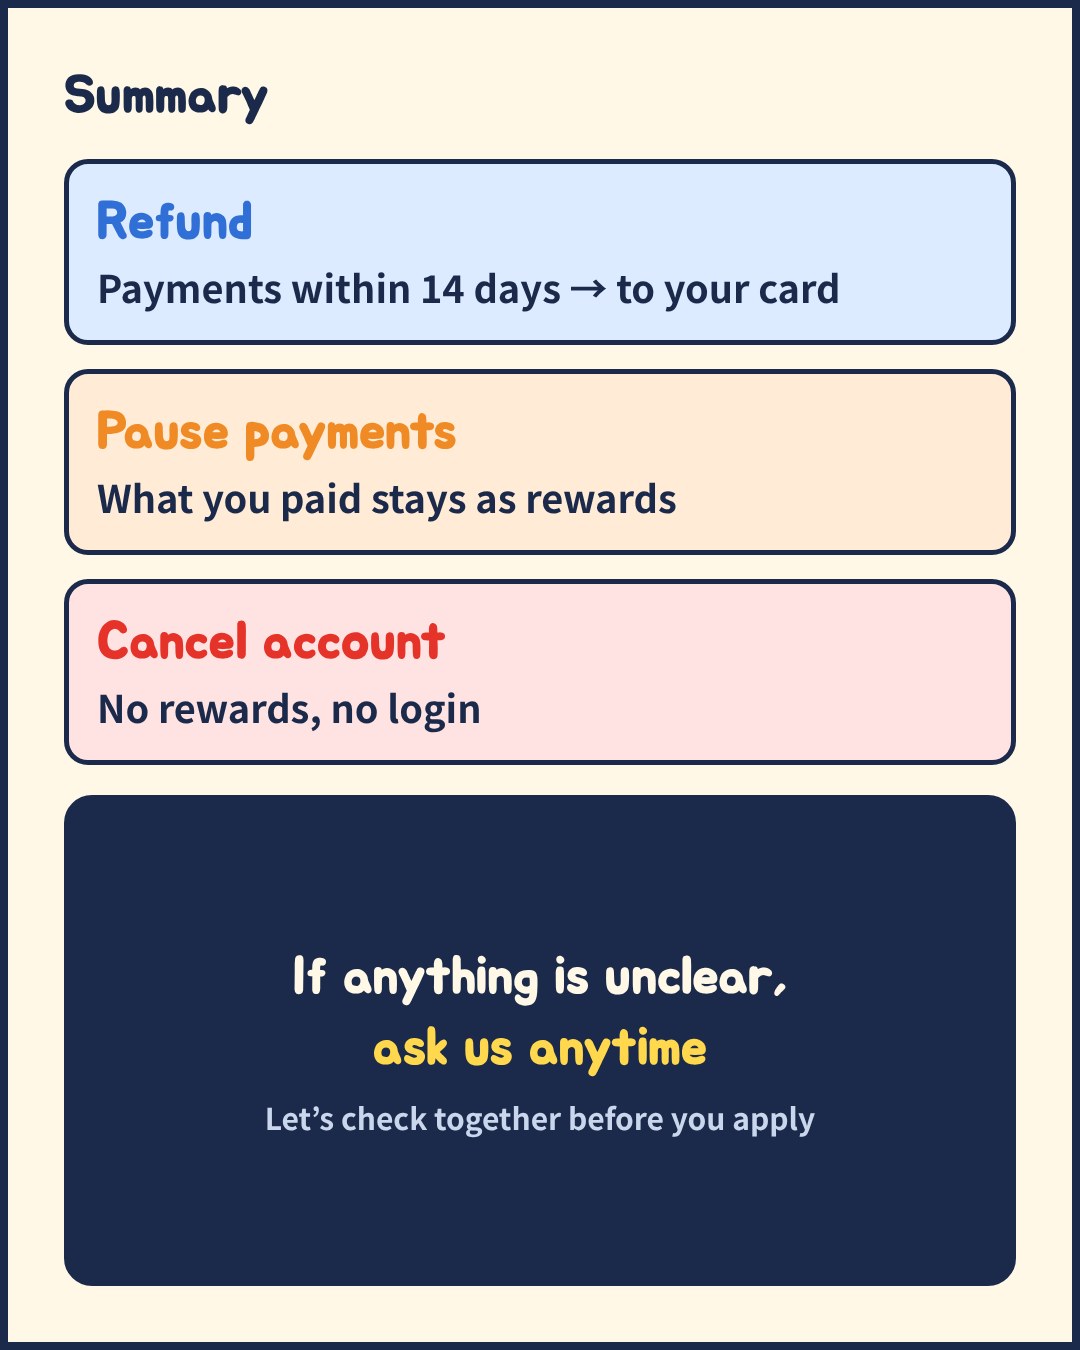 Summary
Refund
Payments within 14 days → to your card
Pause payments
What you paid stays as rewards
Cancel account
No rewards, no login
If anything is unclear,
ask us anytime
Let’s check together before you apply